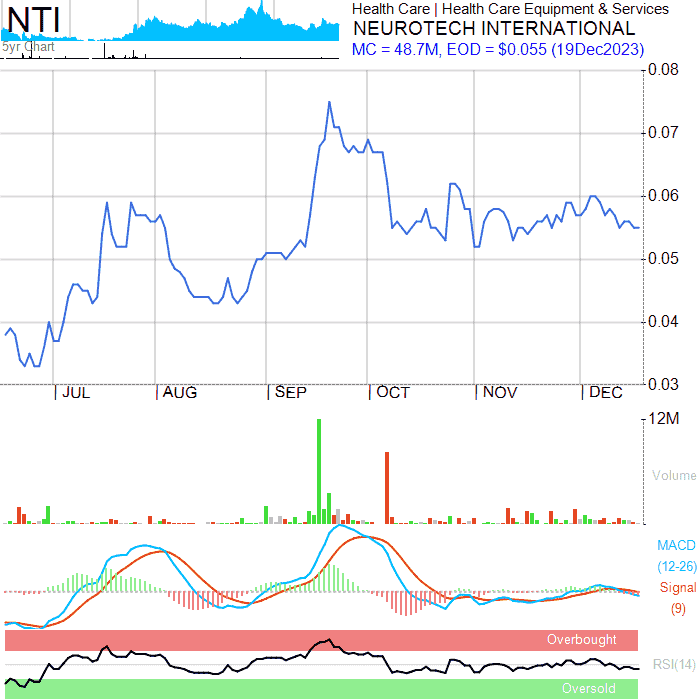 NTI
Health Care | Health Care Equipment & Services
NEUROTECH INTERNATIONAL
MC = 48.7M, EOD = $0.055 (19Dec2023)
5yr Chart
0.08
0.07
0.06
0.05
0.04
0.03
JUL AUG SEP OCT NOV DEC
12M
Volume
MACD
(12-26)
Signal
(9)
Overbought
RSI(14)
Oversold